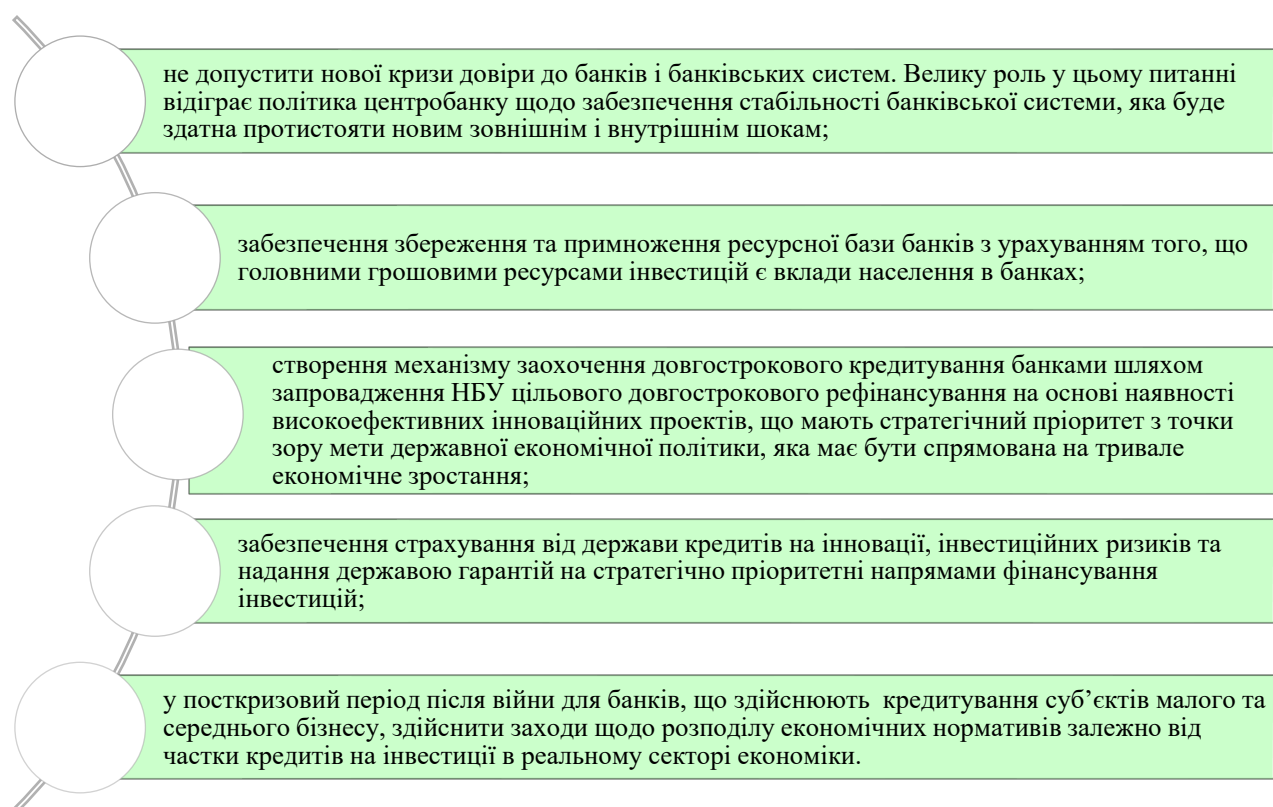 не допустити нової кризи довіри до банків і банківських систем. Велику роль у цьому питанні
відіграє політика центробанку щодо забезпечення стабільності банківської системи, яка буде
здатна протистояти новим зовнішнім і внутрішнім шокам;
забезпечення збереження та примноження ресурсної бази банків з урахуванням того, що
головними грошовими ресурсами інвестицій є вклади населення в банках;
створення механізму заохочення довгострокового кредитування банками шляхом
запровадження НБУ цільового довгострокового рефінансування на основі наявності
високоефективних інноваційних проектів, що мають стратегічний пріоритет з точки
зору мети державної економічної політики, яка має бути спрямована на тривале
економічне зростання;
забезпечення страхування від держави кредитів на інновації, інвестиційних ризиків та
надання державою гарантій на стратегічно пріоритетні напрямами фінансування
інвестицій;
у посткризовий період після війни для банків, що здійснюють кредитування суб’єктів малого та
середнього бізнесу, здійснити заходи щодо розподілу економічних нормативів залежно від
частки кредитів на інвестиції в реальному секторі економіки.